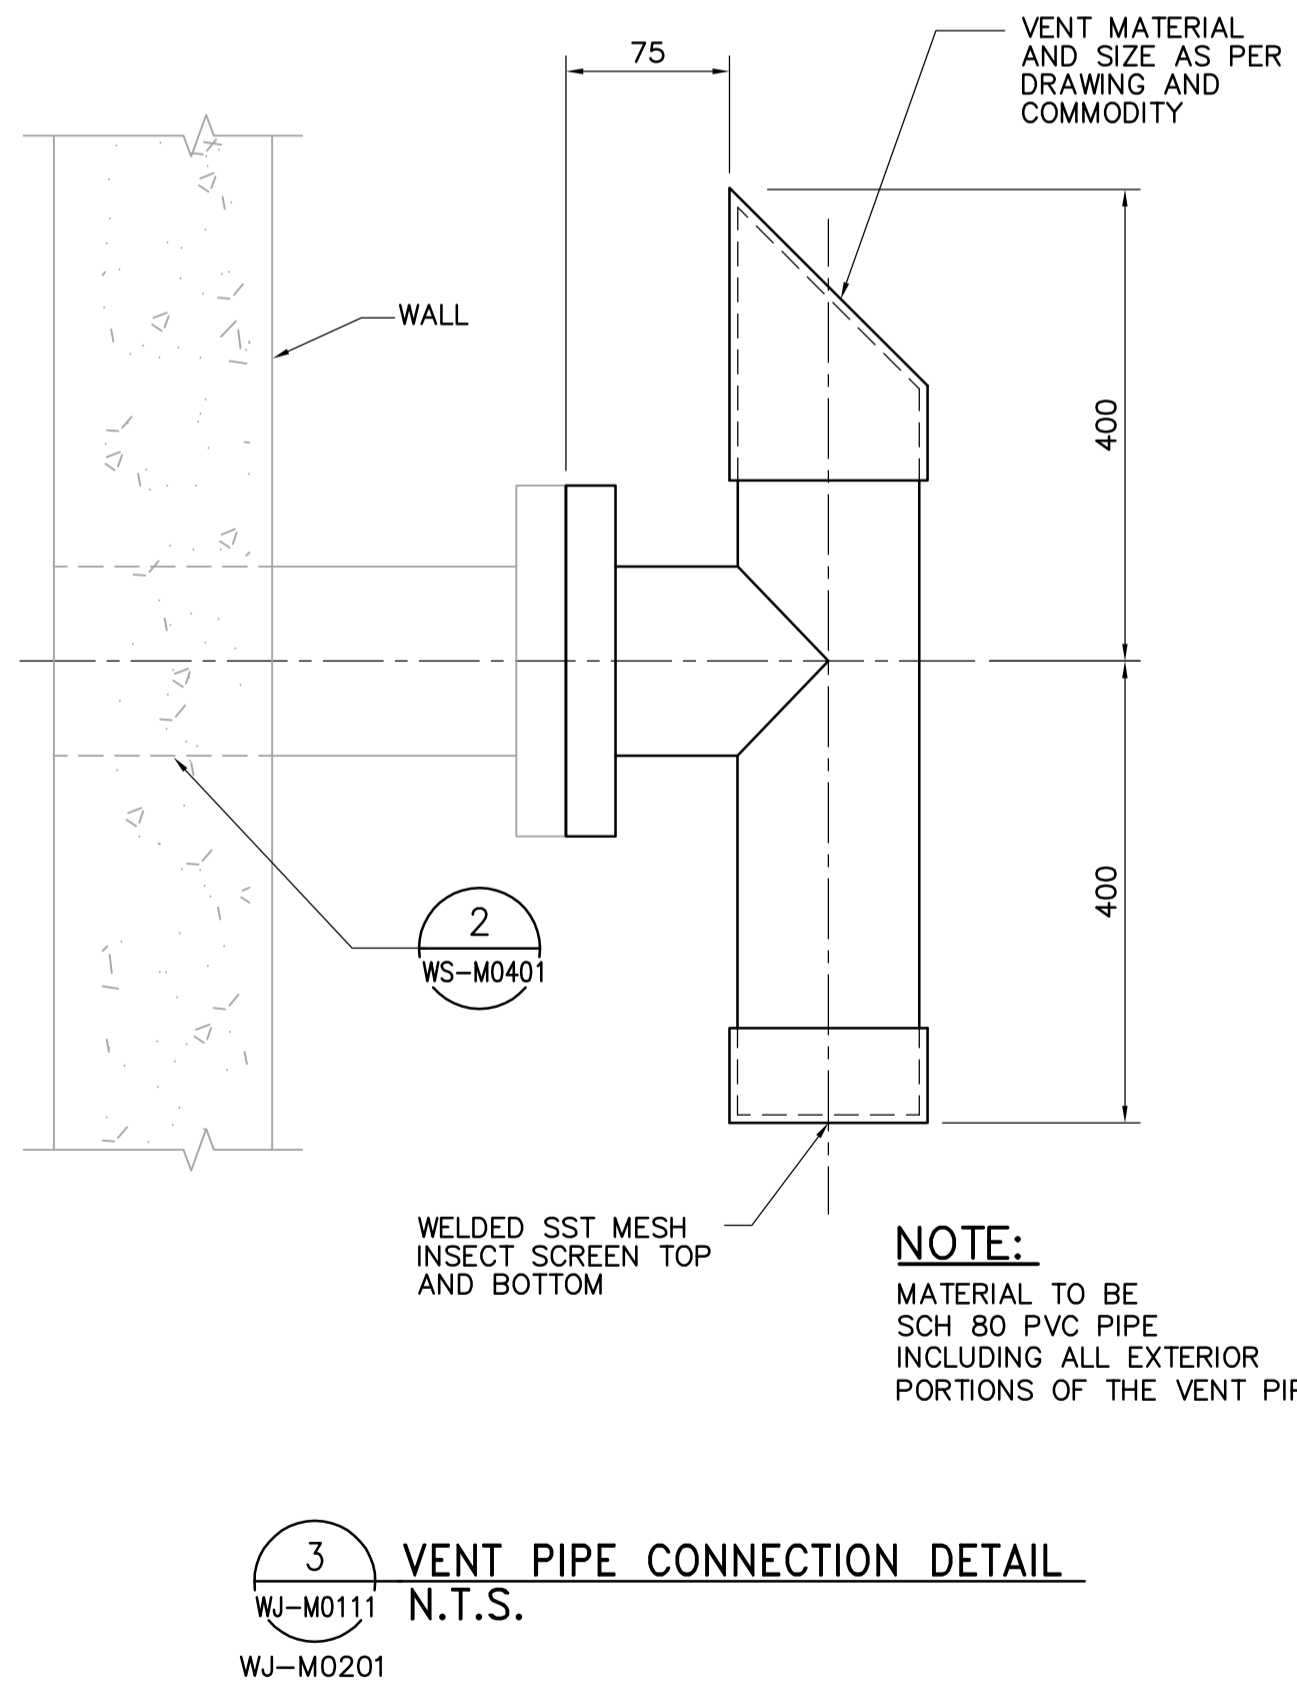 75
VENT MATERIAL
AND SIZE AS PER
DRAWING AND
COMMODITY
WALL
400
400
2
WS-M0401
WELDED SST MESH
INSECT SCREEN TOP
AND BOTTOM
NOTE:
MATERIAL TO BE
SCH 80 PVC PIPE
INCLUDING ALL EXTERIOR
PORTIONS OF THE VENT
3
WJ-M0111
WJ-M0201
VENT PIPE CONNECTION DETAIL
N.T.S.